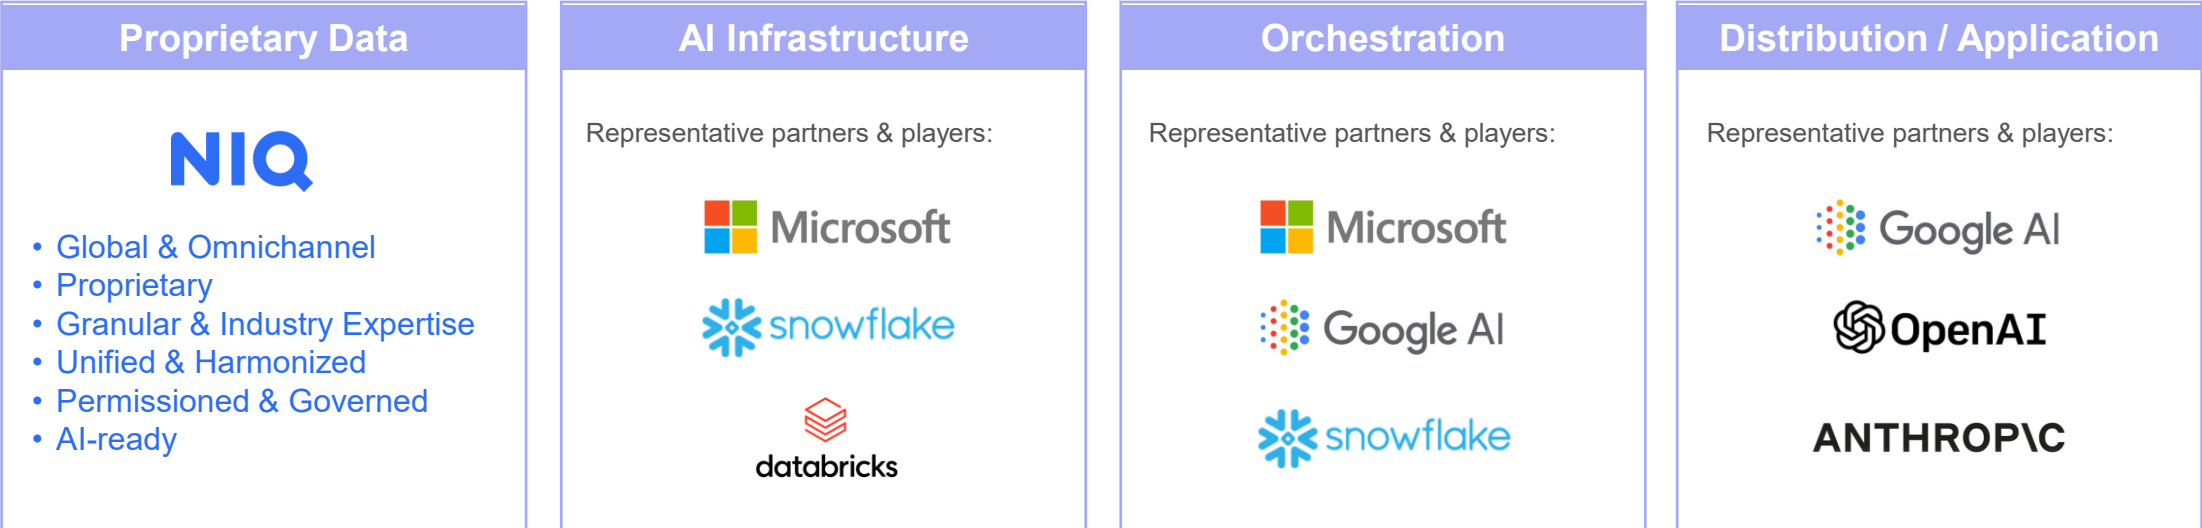 Proprietary Data
NIQ
• Global & Omnichannel
• Proprietary
• Granular & Industry Expertise
• Unified & Harmonized
• Permissioned & Governed
• AI-ready
AI Infrastructure
Representative partners & players:
Microsoft
snowflake
databricks
Orchestration
Representative partners & players:
Microsoft
Google AI
snowflake
Distribution / Application
Representative partners & players:
Google AI
OpenAI
ANTHROP\C